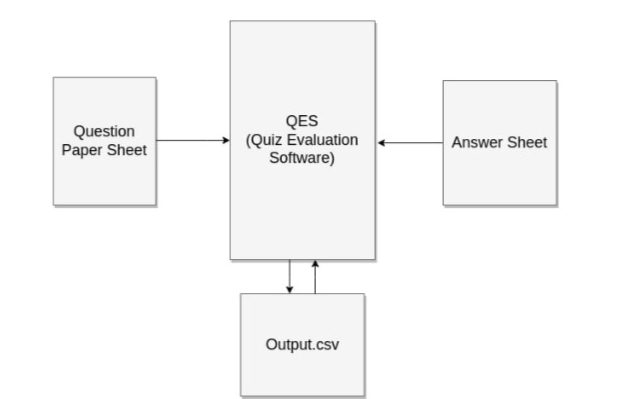 Question
Paper Sheet
QES
(Quiz Evaluation
Software)
Answer Sheet
Output.csv